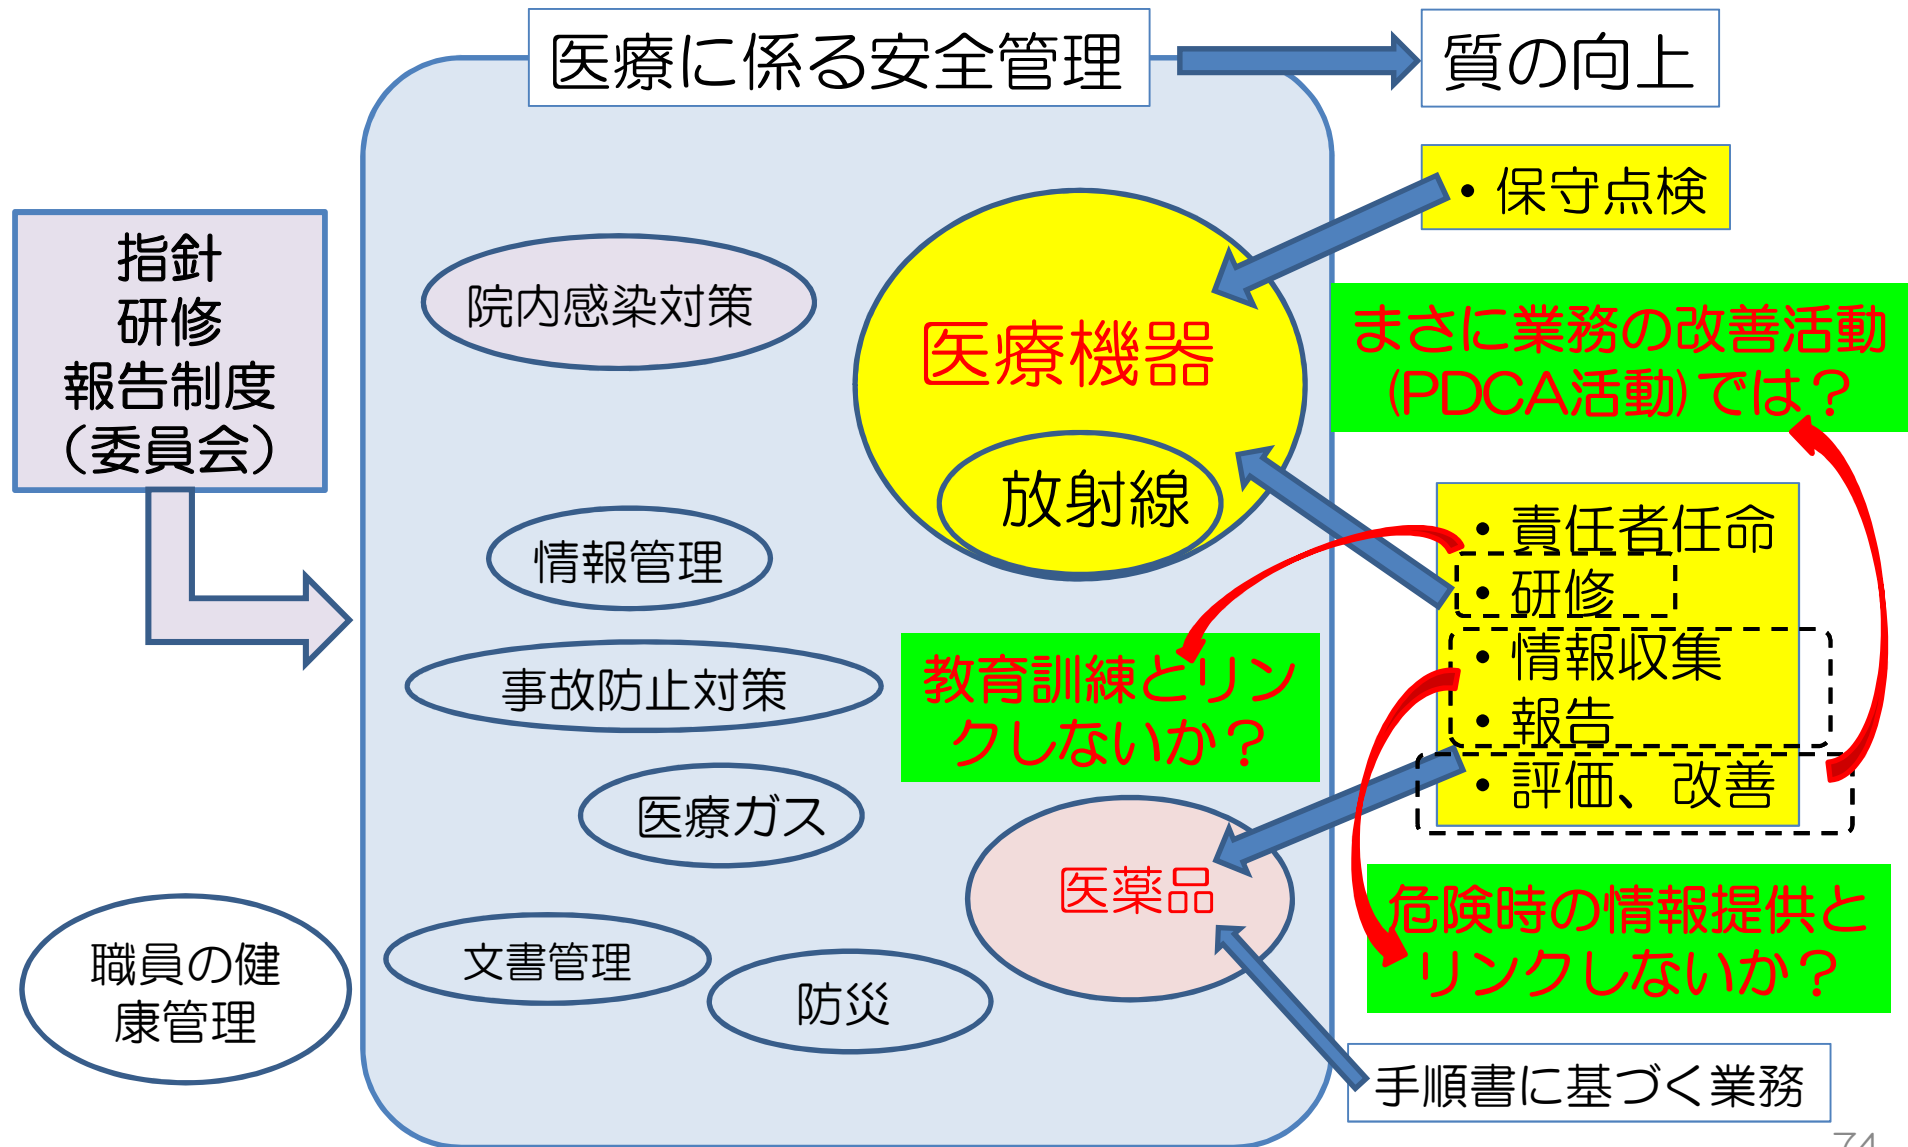 医療に係る安全管理
質の向上
・保守点検
指針
研修
報告制度
（委員会）
院内感染対策
医療機器
放射線
まさに業務の改善活動
(PDCA活動)では？
・責任者任命
・研修
・情報収集
・報告
・評価、改善
情報管理
事故防止対策
教育訓練とリン
クしないか？
医療ガス
医薬品
危険時の情報提供と
リンクしないか？
文書管理
防災
職員の健
康管理
手順書に基づく業務
74